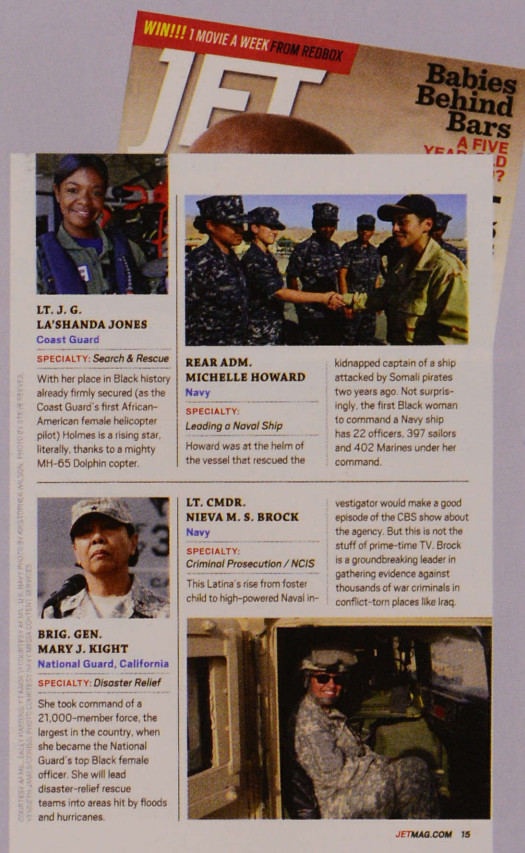 WIN!!! 1 MOVIE A WEEK FROM REDBOX
JET
Babies
Behind
Bars
A FIVE
LT. J. G.
LA'SHANDA JONES
Coast Guard
SPECIALTY: Search & Rescue
With her place in Black history
already firmly secured (as the
Coast Guard's first African-
American female helicopter
pilot) Holmes is a rising star,
literally, thanks to a mighty
MH-65 Dolphin copter.
REAR ADM.
MICHELLE HOWARD
Navy
SPECIALTY:
Leading a Naval Ship
Howard was at the helm of
the vessel that rescued the
kidnapped captain of a ship
attacked by Somali pirates
two years ago. Not surpris-
ingly, the first Black woman
to command a Navy ship
has 22 officers, 397 sailors
and 402 Marines under her
command.
BRIG. GEN.
MARY J. KIGHT
National Guard, California
SPECIALTY: Disaster Relief
She took command of a
21,000-member force, the
largest in the country, when
she became the National
Guard's top Black female
officer. She will lead
disaster-relief rescue
teams into areas hit by floods
and hurricanes.
LT. CMDR.
NIEVA M. S. BROCK
Navy
SPECIALTY:
Criminal Prosecution / NCIS
This Latina's rise from foster
child to high-powered Naval in-
vestigator would make a good
episode of the CBS show about
the agency. But this is not the
stuff of prime-time TV. Brock
is a groundbreaking leader in
gathering evidence against
thousands of war criminals in
conflict-torn places like Iraq.
JETMAG.COM 15